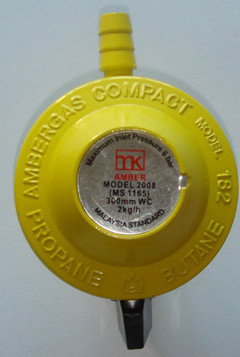 AMBERGAS COMPACT
MODEL 182
PROPANE BUTANE
Maximum Inlet Pressure 6 bar
mk
AMBER
MODEL 2008
(MS 1165)
300mm WC
2kg/h
MALAYSIA STANDARD